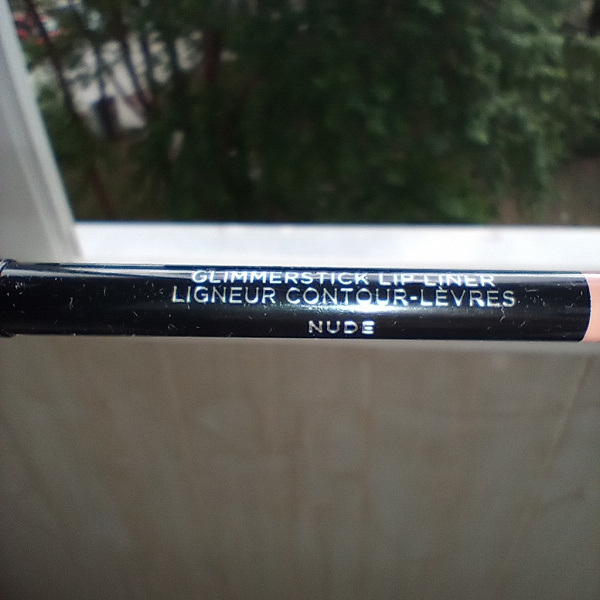 GLIMMERSTICK LIP LINER
LIGNEUR CONTOUR-LÈVRES
NUDE